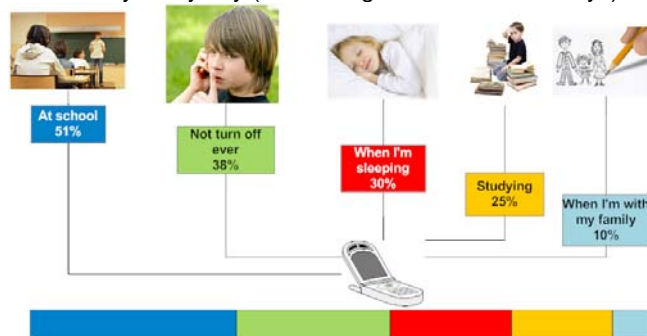 At school
51%
Not turn off
ever
38%
When I'm
sleeping
30%
Studying
25%
When I'm with
my family
10%